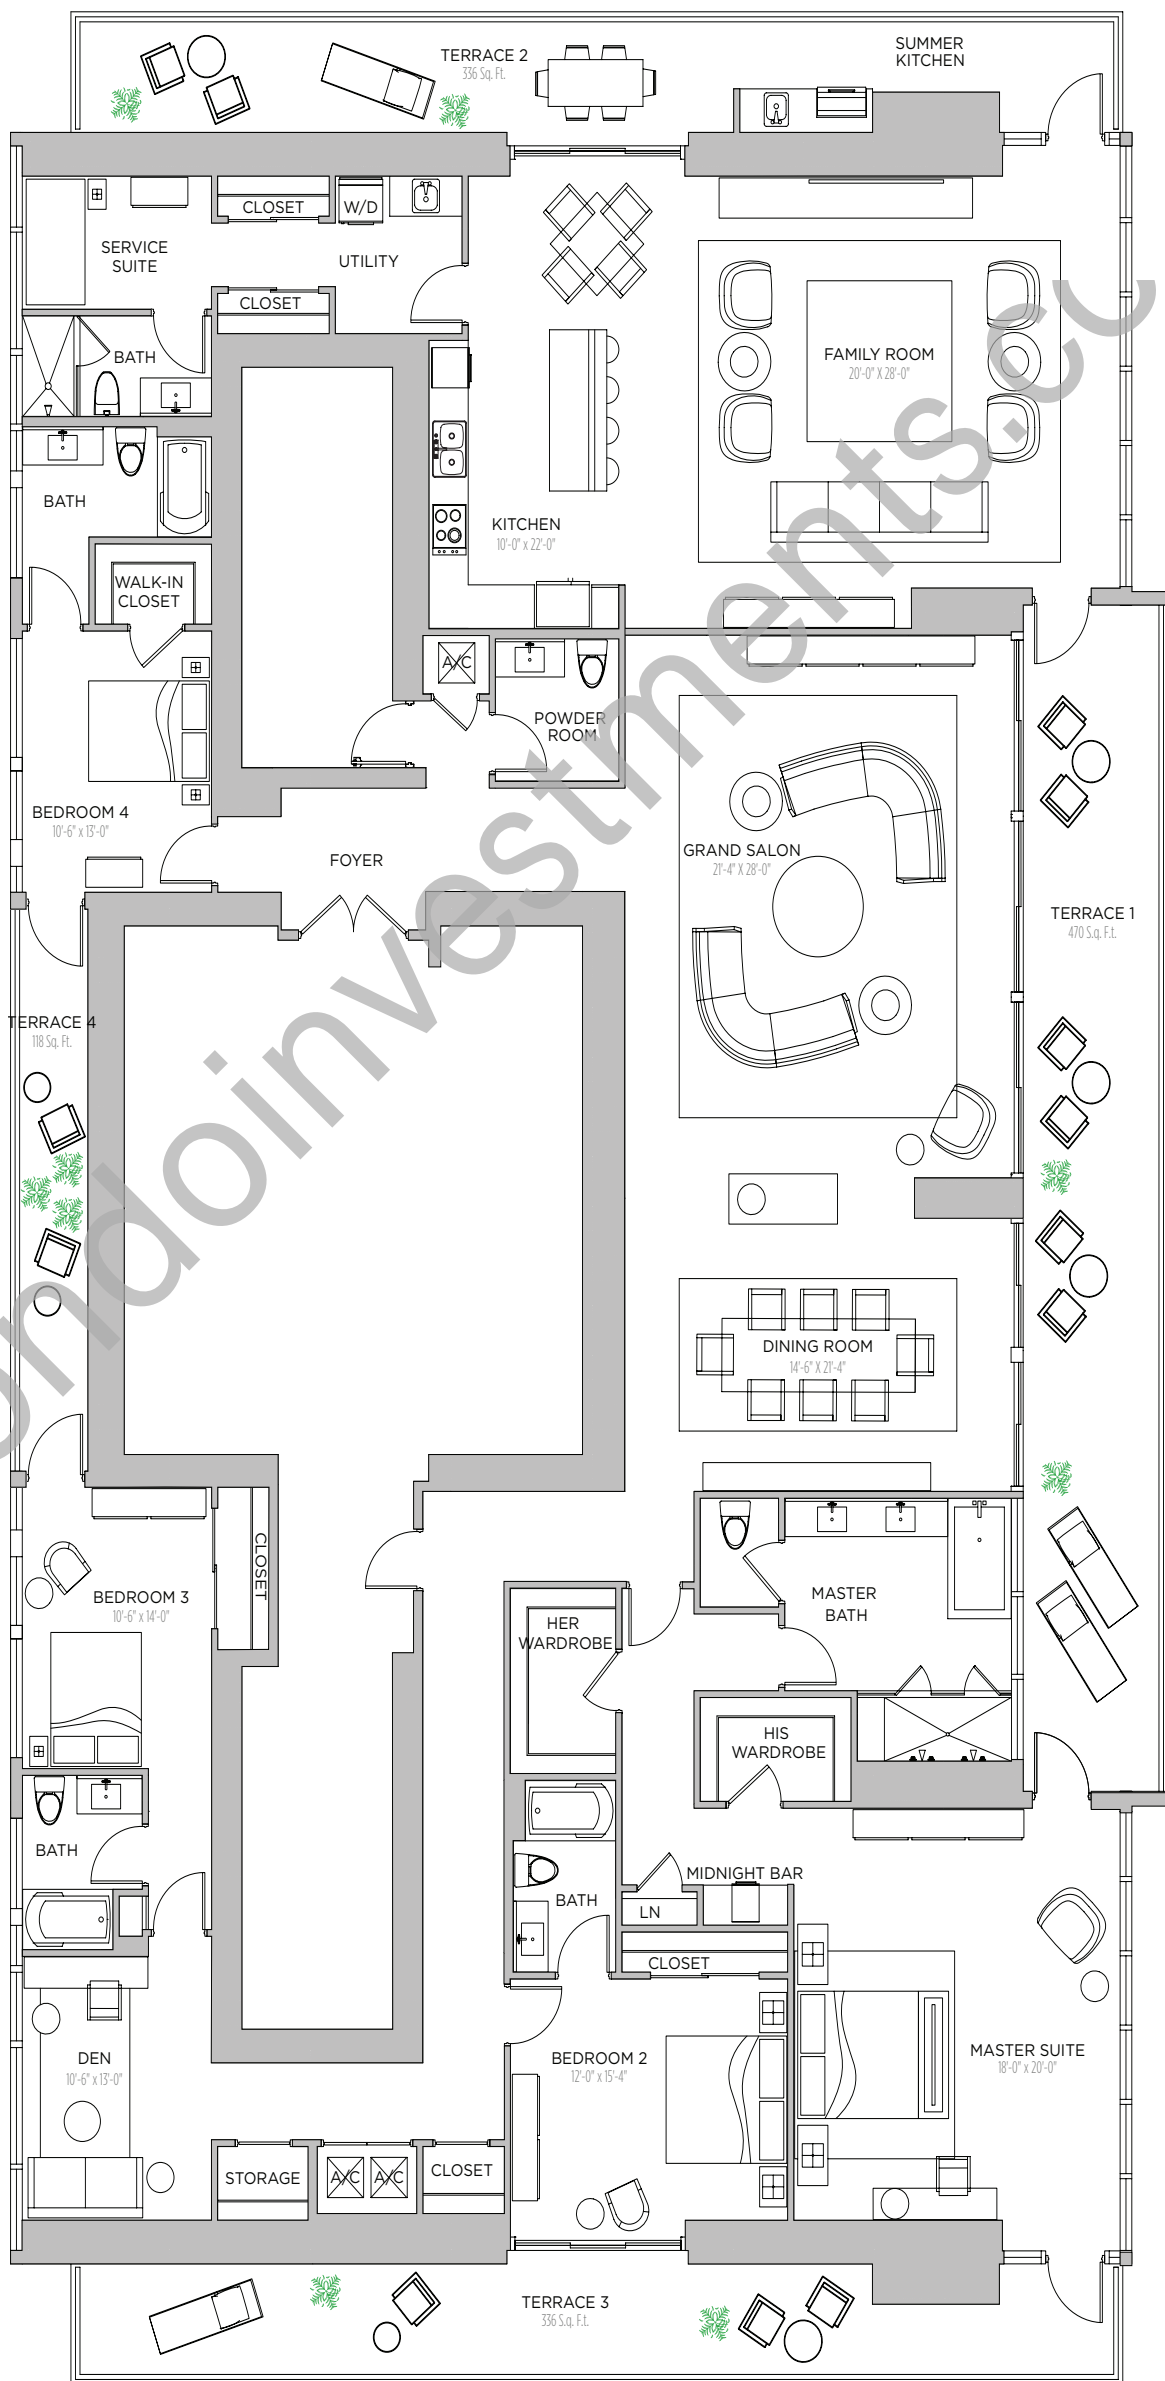 TERRACE 2
336 Sq. Ft.
SUMMER
KITCHEN
CLOSET
W/D
SERVICE
SUITE
UTILITY
CLOSET
BATH
FAMILY ROOM
20'-0" X 28'-0"
BATH
KITCHEN
10'-0" x 22'-0"
WALK-IN
CLOSET
A/C
POWDER
ROOM
BEDROOM 4
10'-6" x 13'-0"
FOYER
GRAND SALON
21'-4" X 28'-0"
TERRACE 1
470 S.q. F.t.
TERRACE 4
118 Sq. Ft.
DINING ROOM
14'-6" X 21'-4"
CLOSET
BEDROOM 3
10'-6" x 14'-0"
MASTER
BATH
HER
WARDROBE
HIS
WARDROBE
BATH
MIDNIGHT BAR
BATH
LN
CLOSET
DEN
10'-6" x 13'-0"
BEDROOM 2
12'-0" x 15'-4"
MASTER SUITE
18'-0" x 20'-0"
STORAGE
A/C
A/C
CLOSET
TERRACE 3
336 S.q. F.t.
ondoinvestments.co